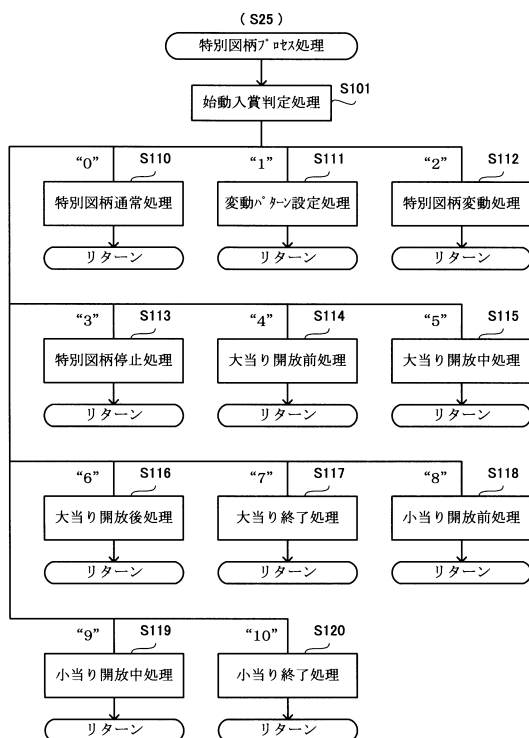 (S25)
特別図柄ﾌﾟﾛｾｽ処理
S101
始動入賞判定処理
“0” S110 “1” S111 “2” S112
特別図柄通常処理 変動ﾊﾟﾀｰﾝ設定処理 特別図柄変動処理
リターン リターン リターン
“3” S113 “4” S114 “5” S115
特別図柄停止処理 大当り開放前処理 大当り開放中処理
リターン リターン リターン
“6” S116 “7” S117 “8” S118
大当り開放後処理 大当り終了処理 小当り開放前処理
リターン リターン リターン
“9” S119 “10” S120
小当り開放中処理 小当り終了処理
リターン リターン